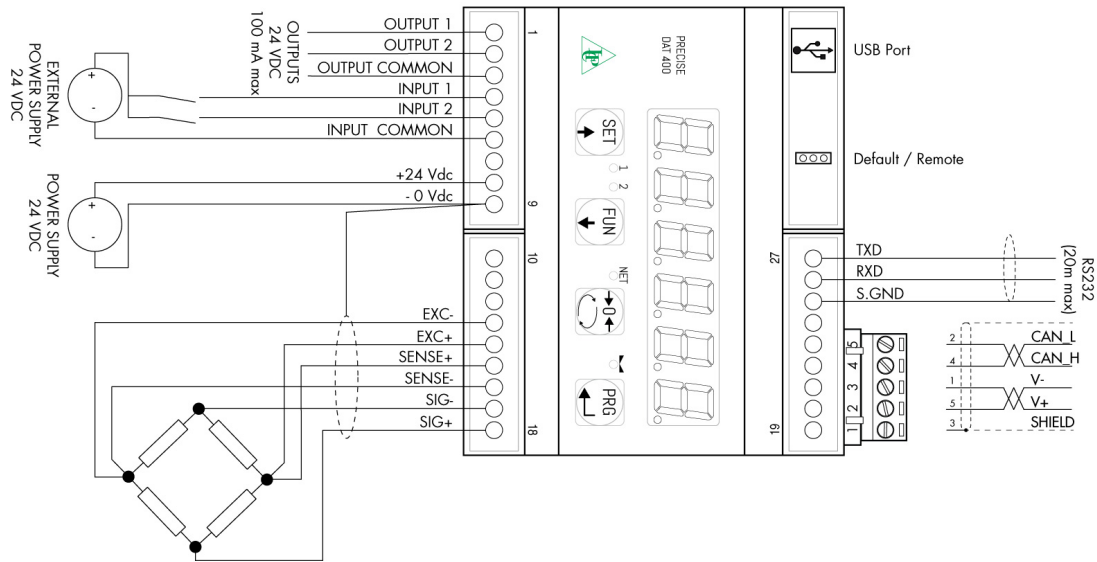 OUTPUT 1
OUTPUT 2
OUTPUT COMMON
INPUT 1
INPUT 2
INPUT COMMON
+24 Vdc
- 0 Vdc
OUTPUTS
24 VDC
100 mA max
EXTERNAL
POWER SUPPLY
24 VDC
+
-
POWER SUPPLY
24 VDC
+
-
EXC-
EXC+
SENSE+
SENSE-
SIG-
SIG+
1
9
10
18
PRECISE
DAT 400
SET
1
2
FUN
NET
0
PRG
USB Port
Default / Remote
27
19
TXD
RXD
S.GND
RS232
(20m max)
5
4
3
2
1
2 CAN_L
4 CAN_H
1 V-
5 V+
3 SHIELD